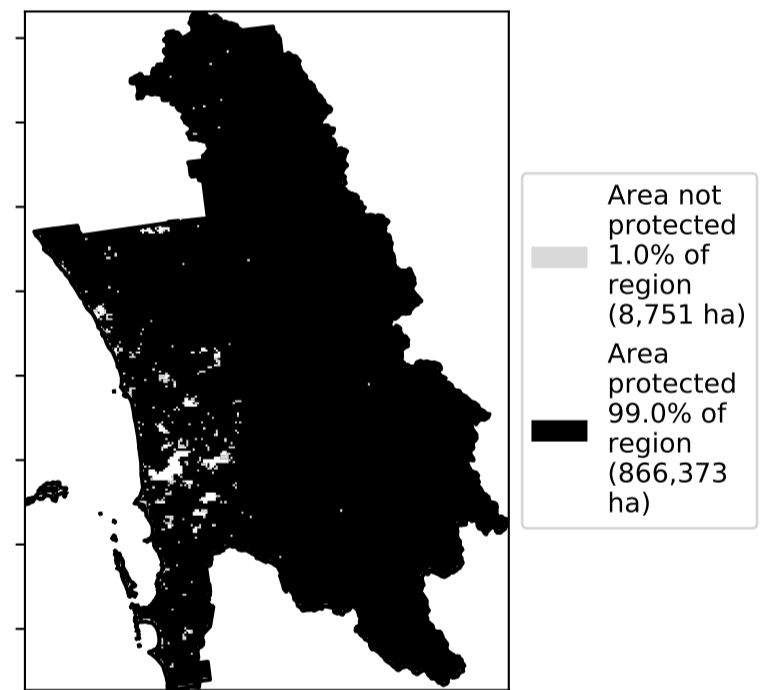 Area not
protected
1.0% of
region
(8,751 ha)
Area
protected
99.0% of
region
(866,373
ha)